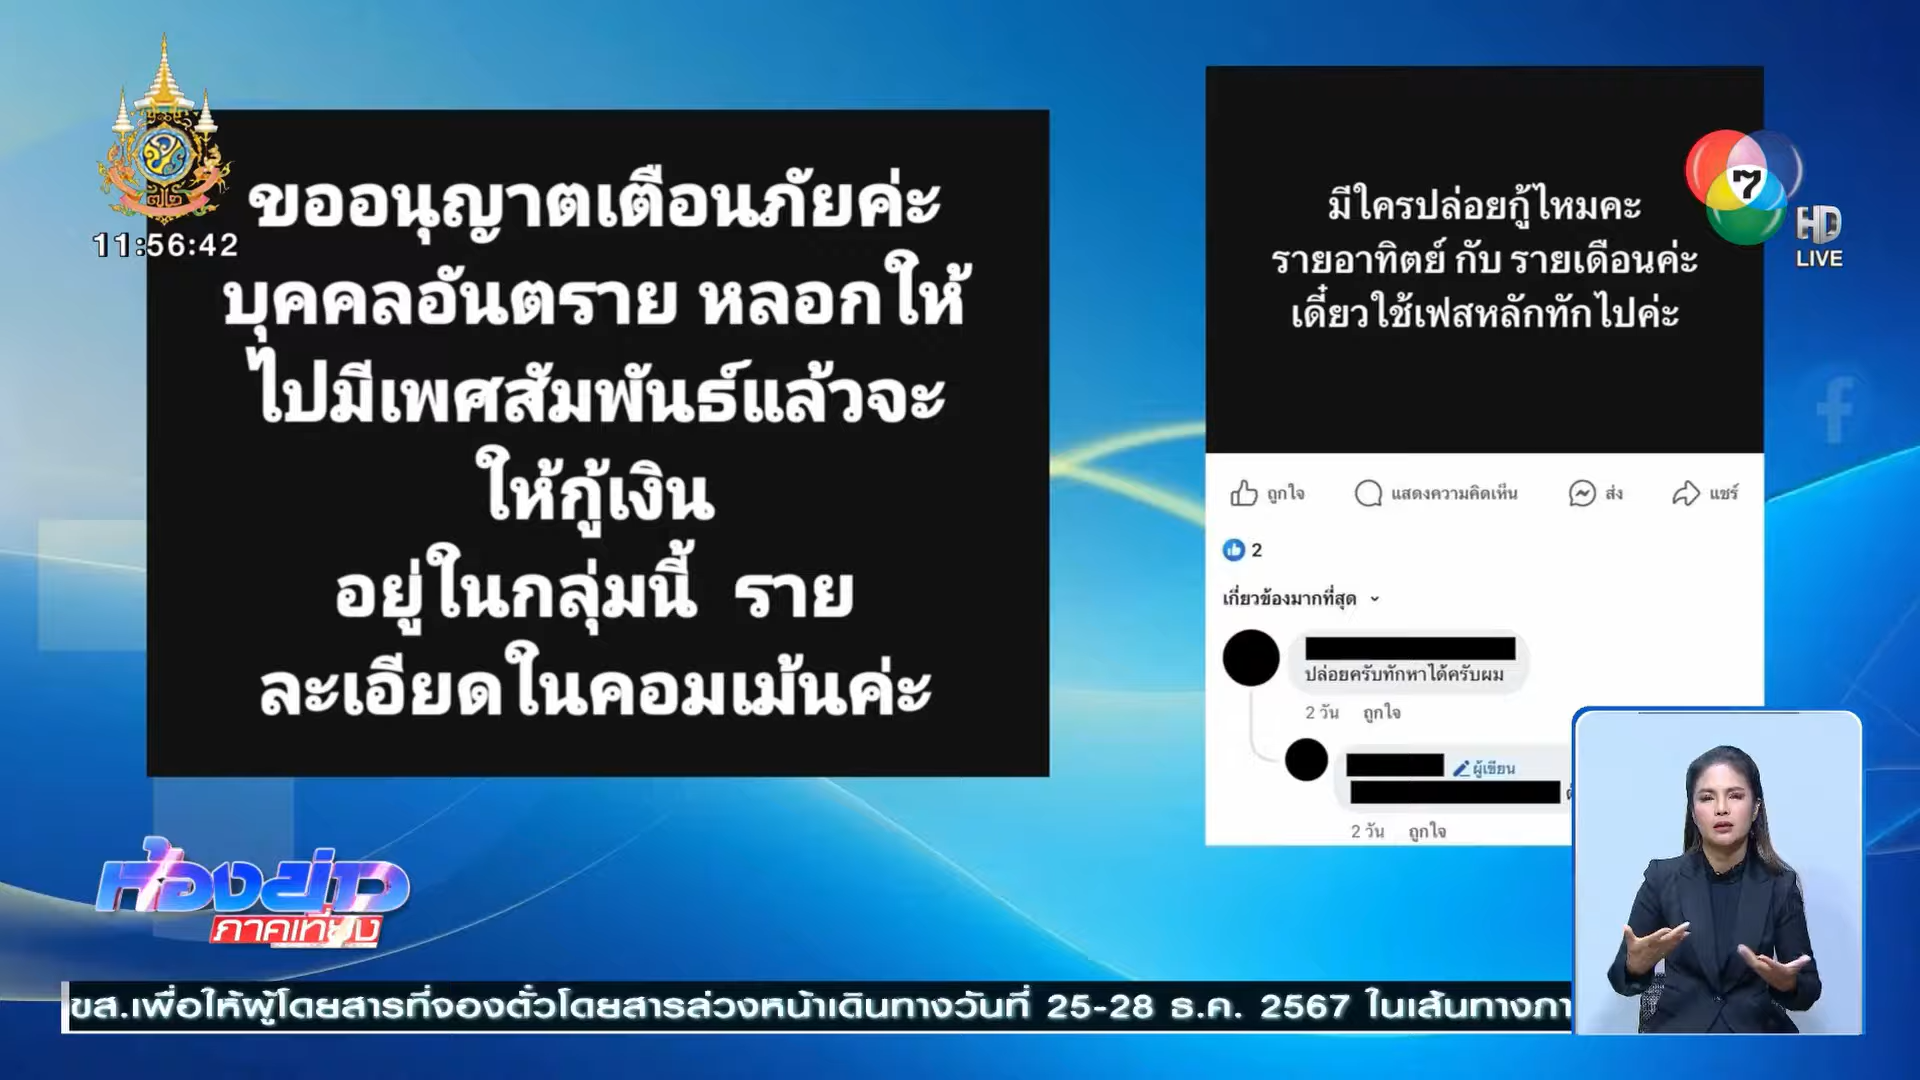 11:56:42
ขออนุญาตเตือนภัยค่ะ
บุคคลอันตราย หลอกให้
ไปมีเพศสัมพันธ์แล้วจะ
ให้กู้เงิน
อยู่ในกลุ่มนี้ ราย
ละเอียดในคอมเม้นค่ะ
มีใครปล่อยกู้ไหมคะ
รายอาทิตย์ กับ รายเดือนค่ะ
เดี๋ยวใช้เฟสหลักทักไปค่ะ
7
HD
LIVE
ถูกใจ แสดงความคิดเห็น ส่ง แชร์
2
เกี่ยวข้องมากที่สุด
ปล่อยครับทักหาได้ครับผม
2 วัน ถูกใจ
ผู้เขียน
2 วัน ถูกใจ
ห้องข่าว
ภาคเที่ยง
ขส.เพื่อให้ผู้โดยสารที่จองตั๋วโดยสารล่วงหน้าเดินทางวันที่ 25-28 ธ.ค. 2567 ในเส้นทางภา